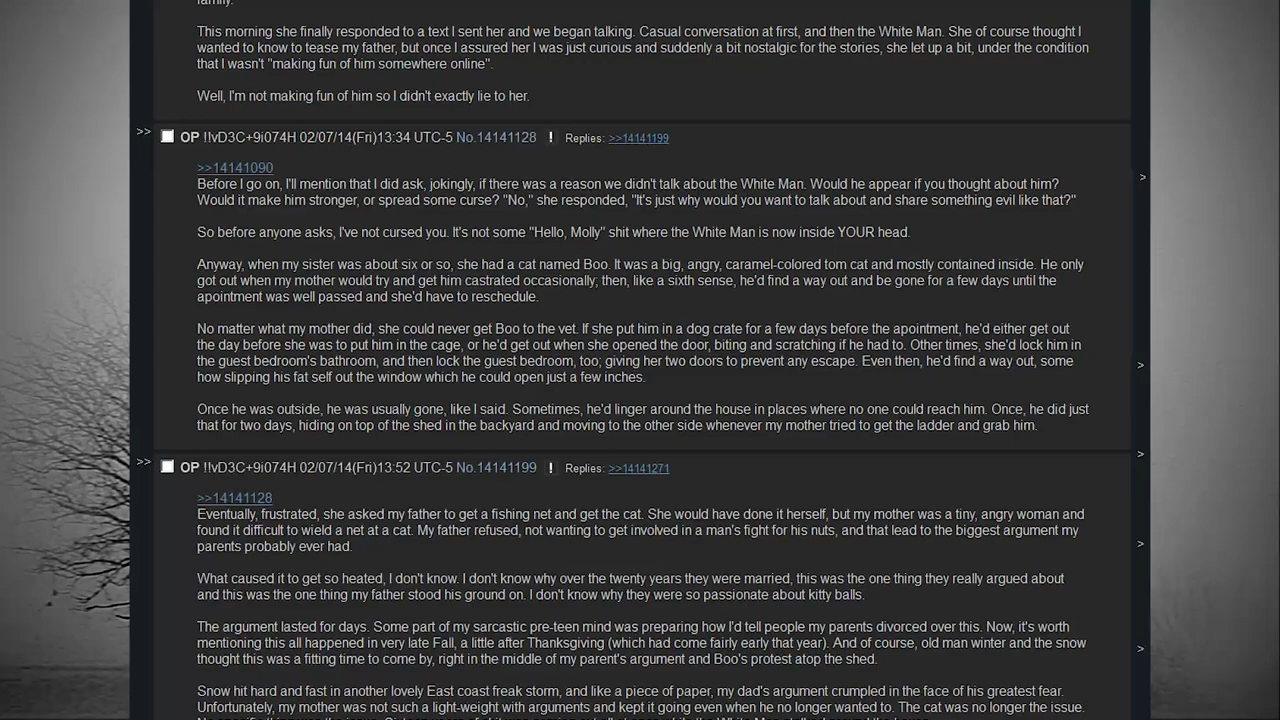 family.
This morning she finally responded to a text I sent her and we began talking. Casual conversation at first, and then the White Man. She of course thought I
wanted to know to tease my father, but once I assured her I was just curious and suddenly a bit nostalgic for the stories, she let up a bit, under the condition
that I wasn't "making fun of him somewhere online".
Well, I'm not making fun of him so I didn't exactly lie to her.
>> OP !!vD3C+9i074H 02/07/14(Fri)13:34 UTC-5 No.14141128 ! Replies: >>14141199
>>14141090
Before I go on, I'll mention that I did ask, jokingly, if there was a reason we didn't talk about the White Man. Would he appear if you thought about him?
Would it make him stronger, or spread some curse? "No," she responded, "It's just why would you want to talk about and share something evil like that?"
So before anyone asks, I've not cursed you. It's not some "Hello, Molly" shit where the White Man is now inside YOUR head.
Anyway, when my sister was about six or so, she had a cat named Boo. It was a big, angry, caramel-colored tom cat and mostly contained inside. He only
got out when my mother would try and get him castrated occasionally; then, like a sixth sense, he'd find a way out and be gone for a few days until the
apointment was well passed and she'd have to reschedule.
No matter what my mother did, she could never get Boo to the vet. If she put him in a dog crate for a few days before the apointment, he'd either get out
the day before she was to put him in the cage, or he'd get out when she opened the door, biting and scratching if he had to. Other times, she'd lock him in
the guest bedroom's bathroom, and then lock the guest bedroom, too; giving her two doors to prevent any escape. Even then, he'd find a way out, some
how slipping his fat self out the window which he could open just a few inches.
Once he was outside, he was usually gone, like I said. Sometimes, he'd linger around the house in places where no one could reach him. Once, he did just
that for two days, hiding on top of the shed in the backyard and moving to the other side whenever my mother tried to get the ladder and grab him.
>> OP !!vD3C+9i074H 02/07/14(Fri)13:52 UTC-5 No.14141199 ! Replies: >>14141271
>>14141128
Eventually, frustrated, she asked my father to get a fishing net and get the cat. She would have done it herself, but my mother was a tiny, angry woman and
found it difficult to wield a net at a cat. My father refused, not wanting to get involved in a man's fight for his nuts, and that lead to the biggest argument my
parents probably ever had.
What caused it to get so heated, I don't know. I don't know why over the twenty years they were married, this was the one thing they really argued about
and this was the one thing my father stood his ground on. I don't know why they were so passionate about kitty balls.
The argument lasted for days. Some part of my sarcastic pre-teen mind was preparing how I'd tell people my parents divorced over this. Now, it's worth
mentioning this all happened in very late Fall, a little after Thanksgiving (which had come fairly early that year). And of course, old man winter and the snow
thought this was a fitting time to come by, right in the middle of my parent's argument and Boo's protest atop the shed.
Snow hit hard and fast in another lovely East coast freak storm, and like a piece of paper, my dad's argument crumpled in the face of his greatest fear.
Unfortunately, my mother was not such a light-weight with arguments and kept it going even when he no longer wanted to. The cat was no longer the issue.